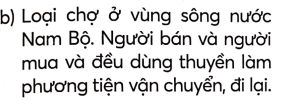 b) Loại chợ ở vùng sông nước
Nam Bộ. Người bán và người
mua và đều dùng thuyền làm
phương tiện vận chuyển, đi lại.